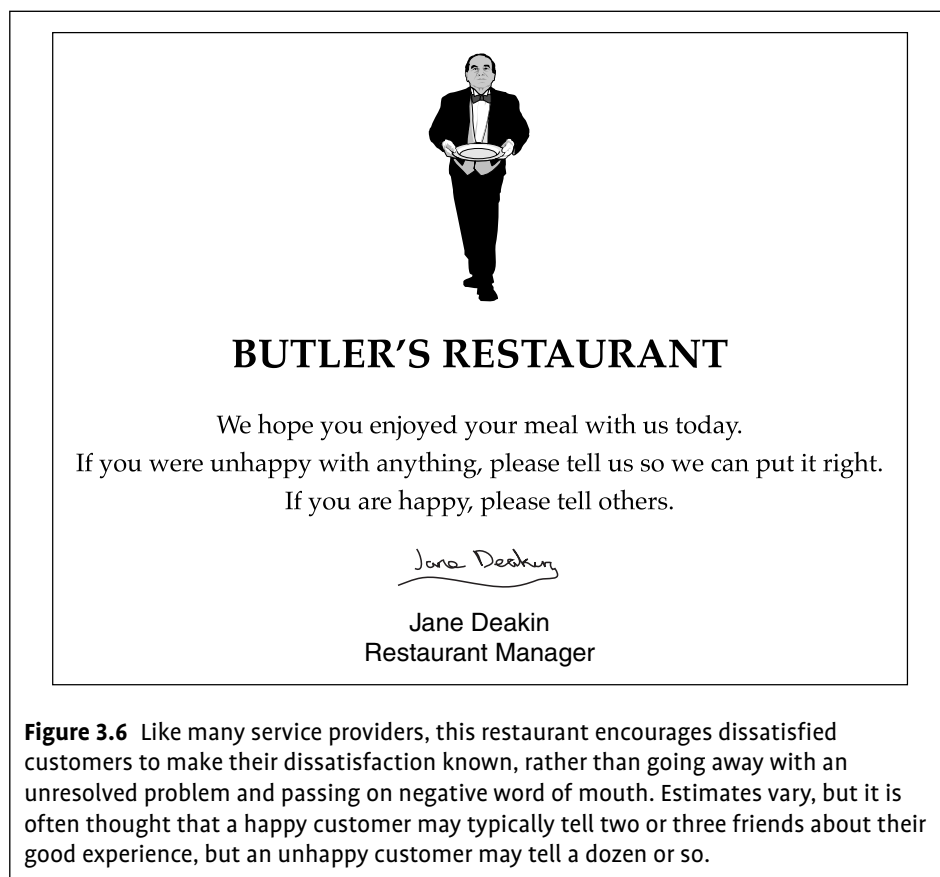 BUTLER’S RESTAURANT
We hope you enjoyed your meal with us today.
If you were unhappy with anything, please tell us so we can put it right.
If you are happy, please tell others.
Jane Deakin
Jane Deakin
Restaurant Manager
Figure 3.6 Like many service providers, this restaurant encourages dissatisfied
customers to make their dissatisfaction known, rather than going away with an
unresolved problem and passing on negative word of mouth. Estimates vary, but it is
often thought that a happy customer may typically tell two or three friends about their
good experience, but an unhappy customer may tell a dozen or so.